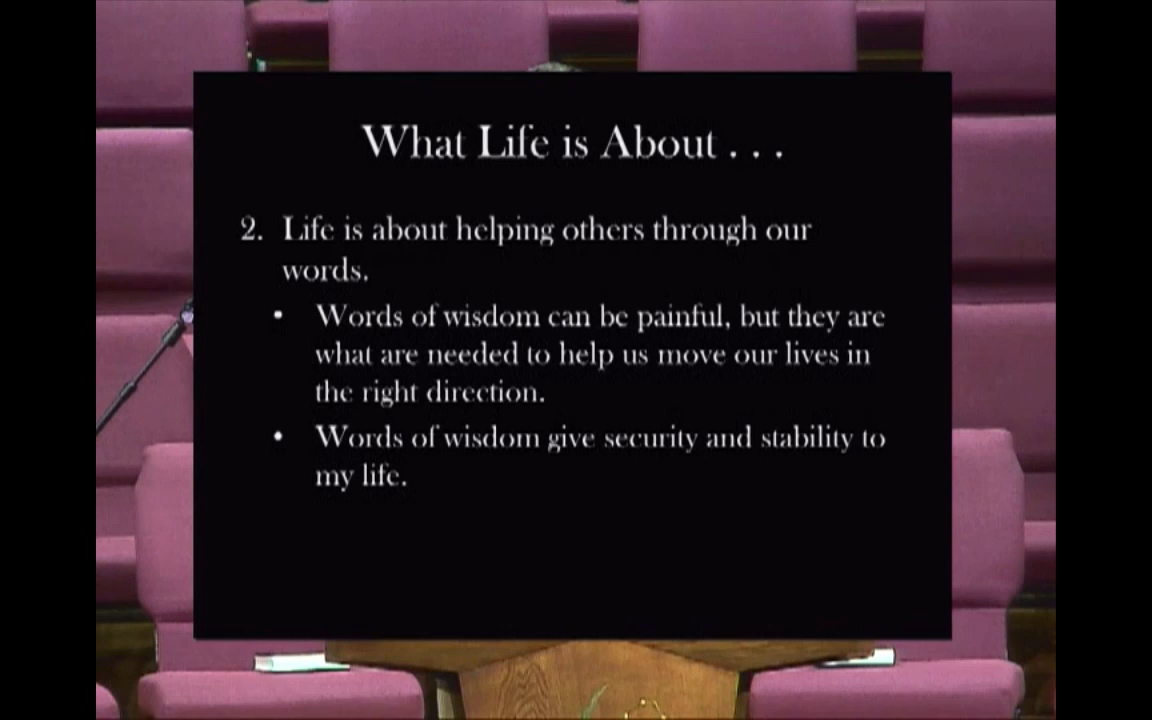 What Life is About . . .
2. Life is about helping others through our
words.
• Words of wisdom can be painful, but they are
what are needed to help us move our lives in
the right direction.
• Words of wisdom give security and stability to
my life.